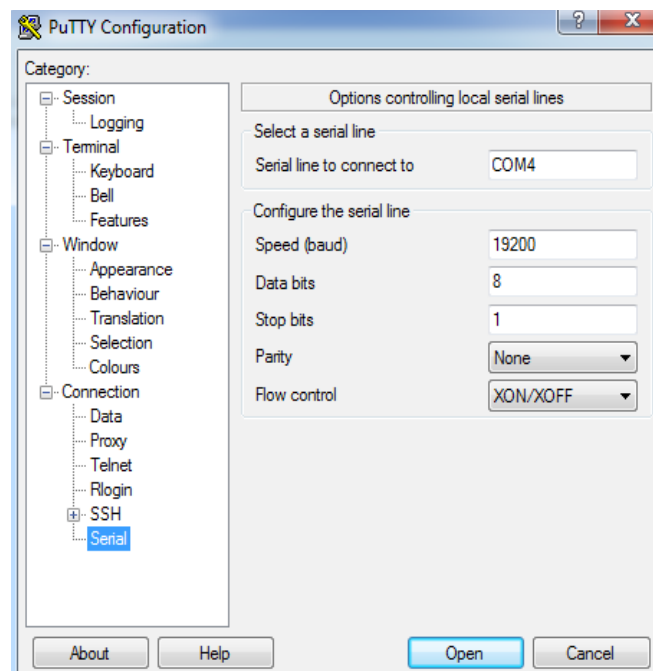 PuTTY Configuration
Category:
Session
Logging
Terminal
Keyboard
Bell
Features
Window
Appearance
Behaviour
Translation
Selection
Colours
Connection
Data
Proxy
Telnet
Rlogin
SSH
Serial
Options controlling local serial lines
Select a serial line
Serial line to connect to COM4
Configure the serial line
Speed (baud) 19200
Data bits 8
Stop bits 1
Parity None
Flow control XON/XOFF
About Help Open Cancel